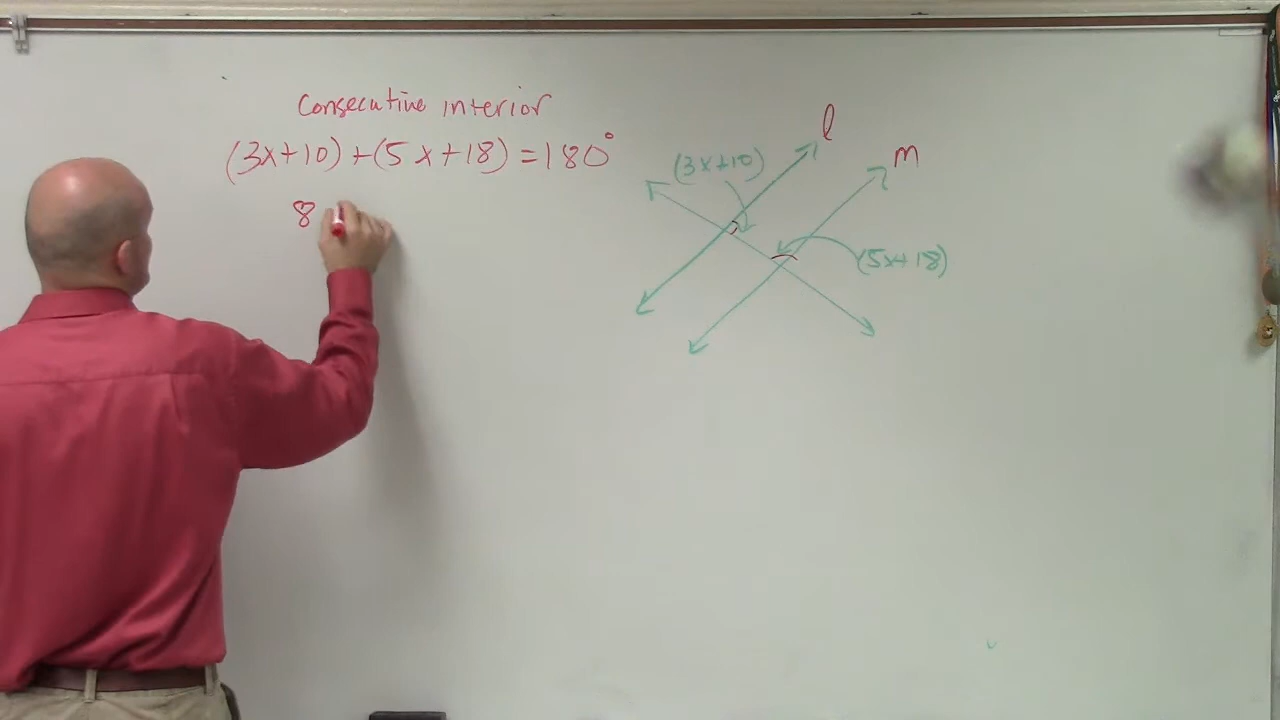 Consecutive interior
(3x+10)+(5x+18)=180°
8
l
m
(3x+10)
(5x+18)